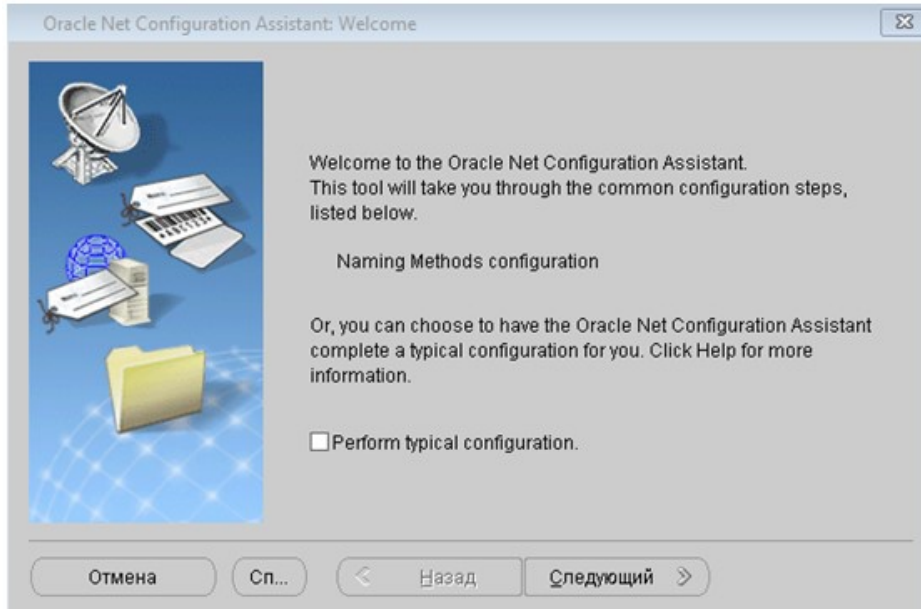 Oracle Net Configuration Assistant: Welcome
Welcome to the Oracle Net Configuration Assistant.
This tool will take you through the common configuration steps,
listed below.
Naming Methods configuration
Or, you can choose to have the Oracle Net Configuration Assistant
complete a typical configuration for you. Click Help for more
information.
Perform typical configuration.
Отмена
Сп...
Назад
Следующий